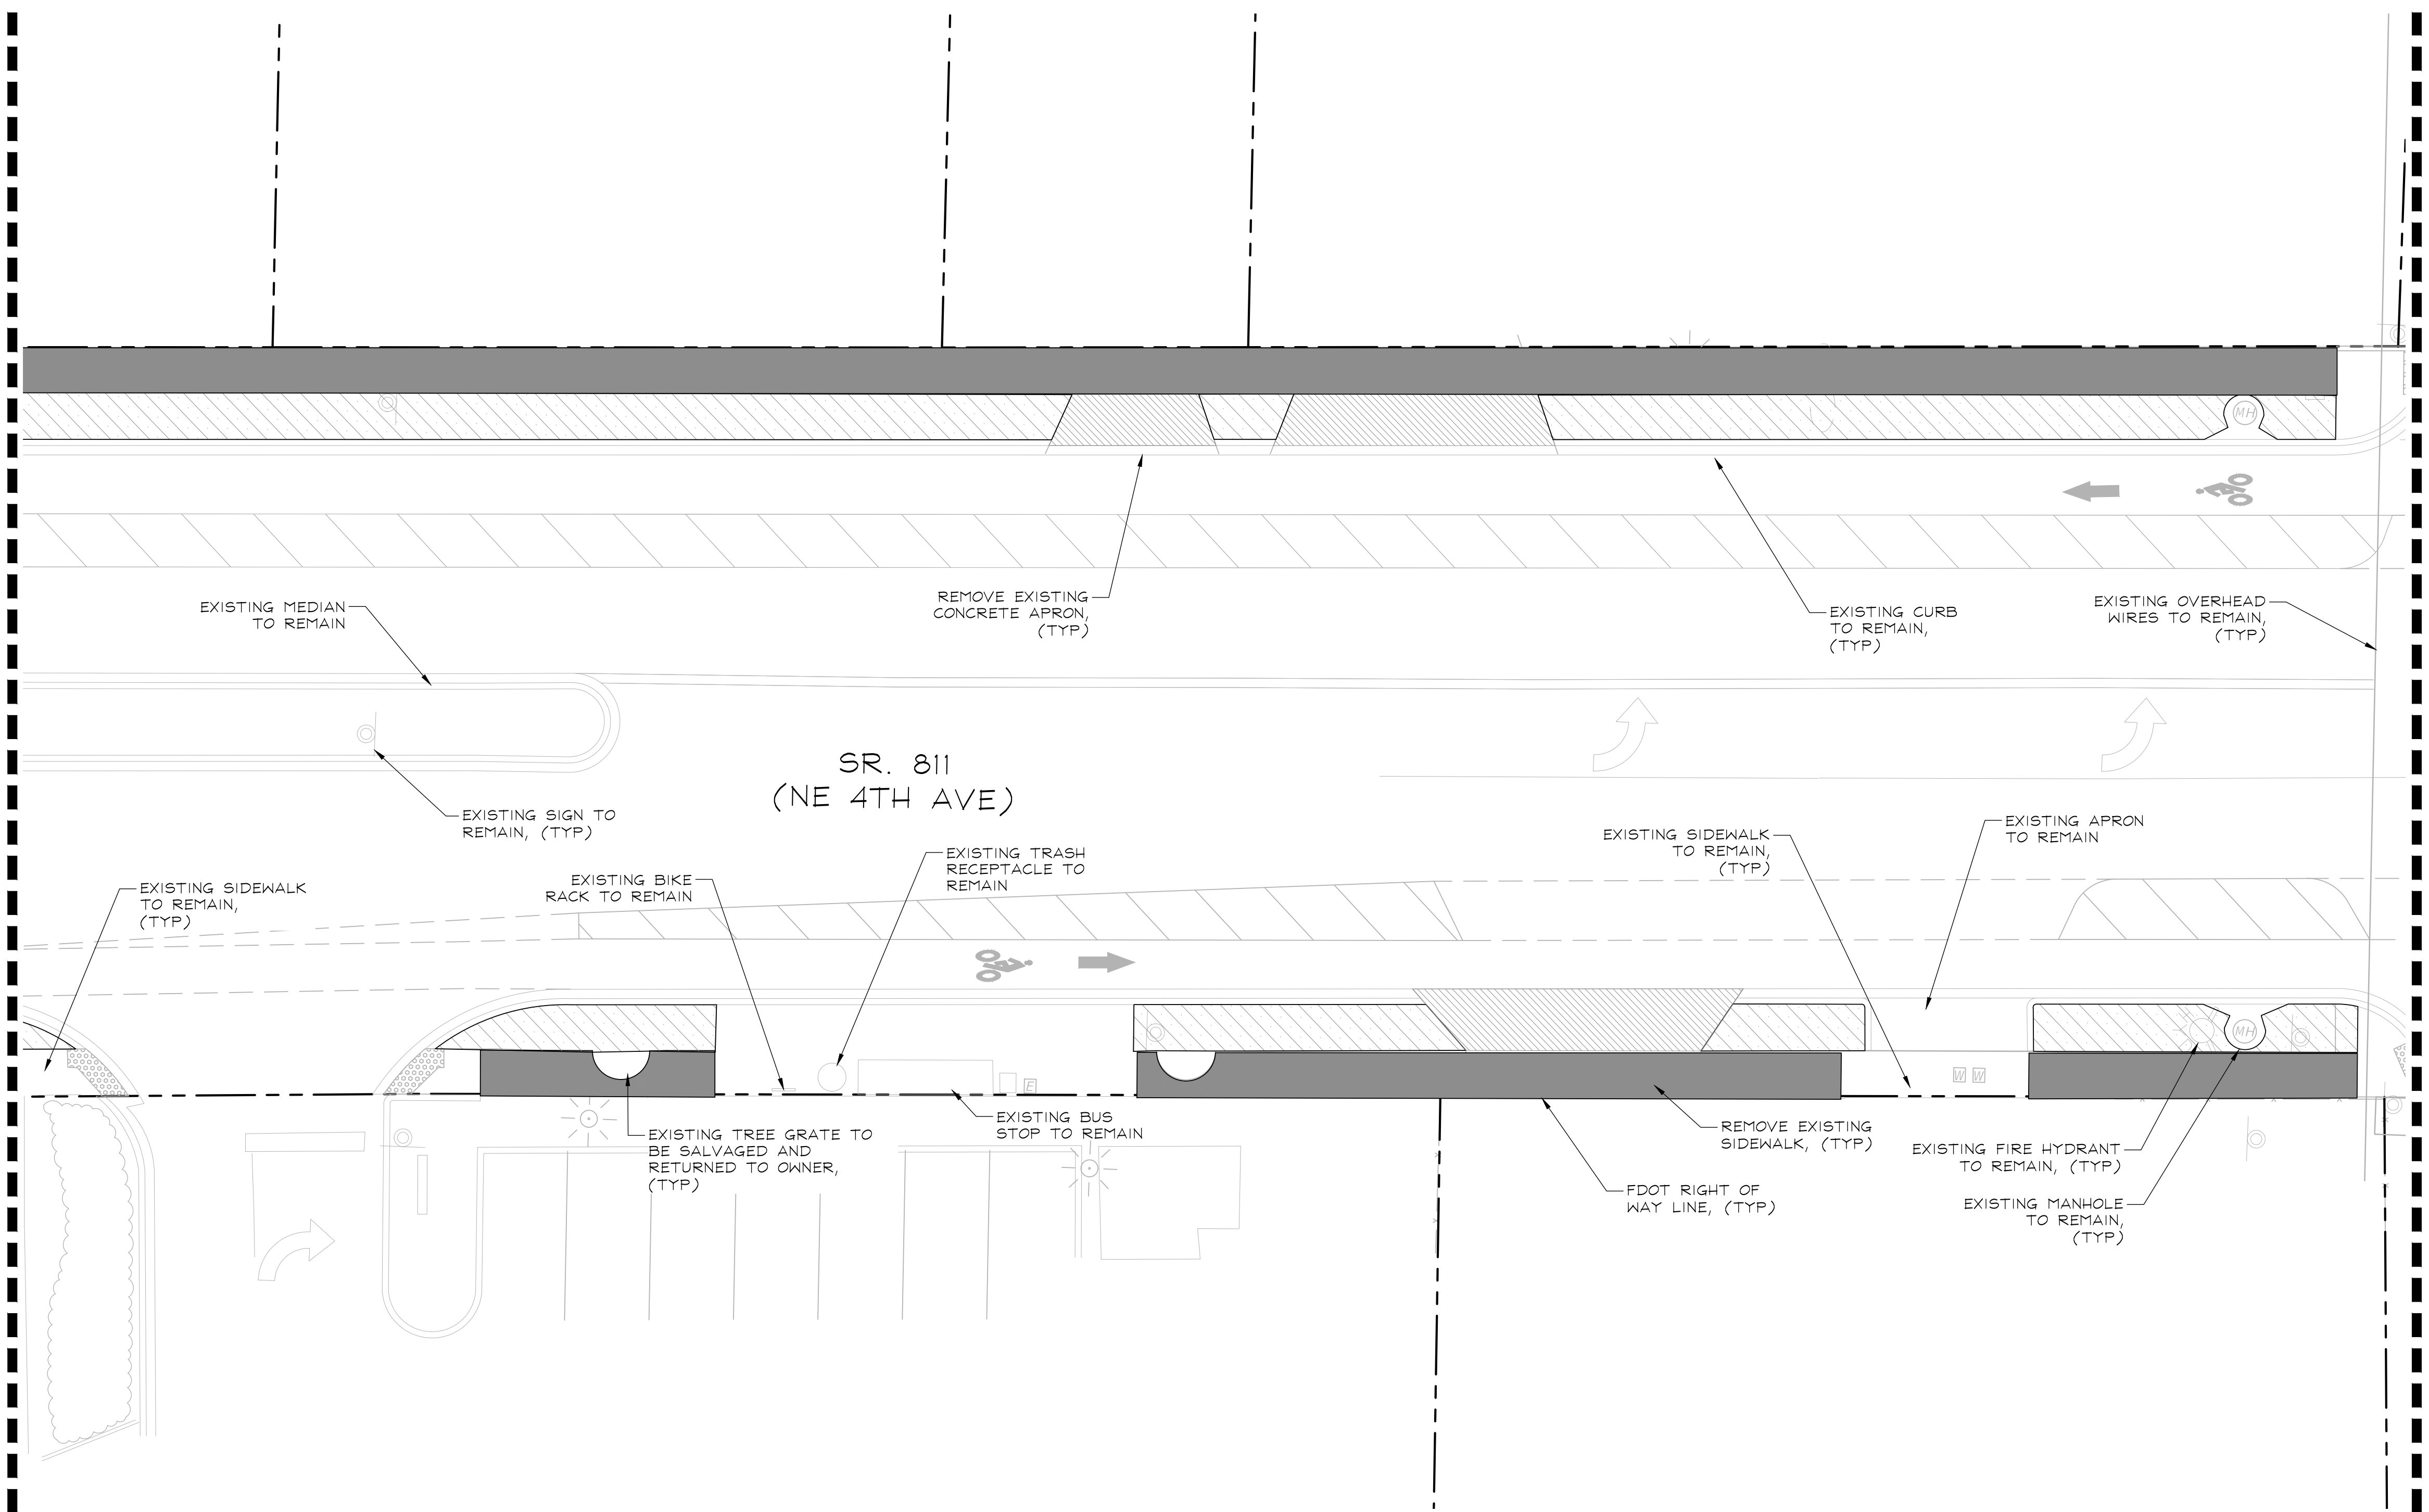 MH
EXISTING MEDIAN
TO REMAIN
REMOVE EXISTING
CONCRETE APRON,
(TYP)
EXISTING CURB
TO REMAIN,
(TYP)
EXISTING OVERHEAD
WIRES TO REMAIN,
(TYP)
SR. 811
(NE 4TH AVE)
EXISTING SIGN TO
REMAIN, (TYP)
EXISTING SIDEWALK
TO REMAIN,
(TYP)
EXISTING BIKE
RACK TO REMAIN
EXISTING TRASH
RECEPTACLE TO
REMAIN
EXISTING SIDEWALK
TO REMAIN,
(TYP)
EXISTING APRON
TO REMAIN
MH
E
W W
EXISTING TREE GRATE TO
BE SALVAGED AND
RETURNED TO OWNER,
(TYP)
EXISTING BUS
STOP TO REMAIN
REMOVE EXISTING
SIDEWALK, (TYP)
FDOT RIGHT OF
WAY LINE, (TYP)
EXISTING FIRE HYDRANT
TO REMAIN, (TYP)
EXISTING MANHOLE
TO REMAIN,
(TYP)